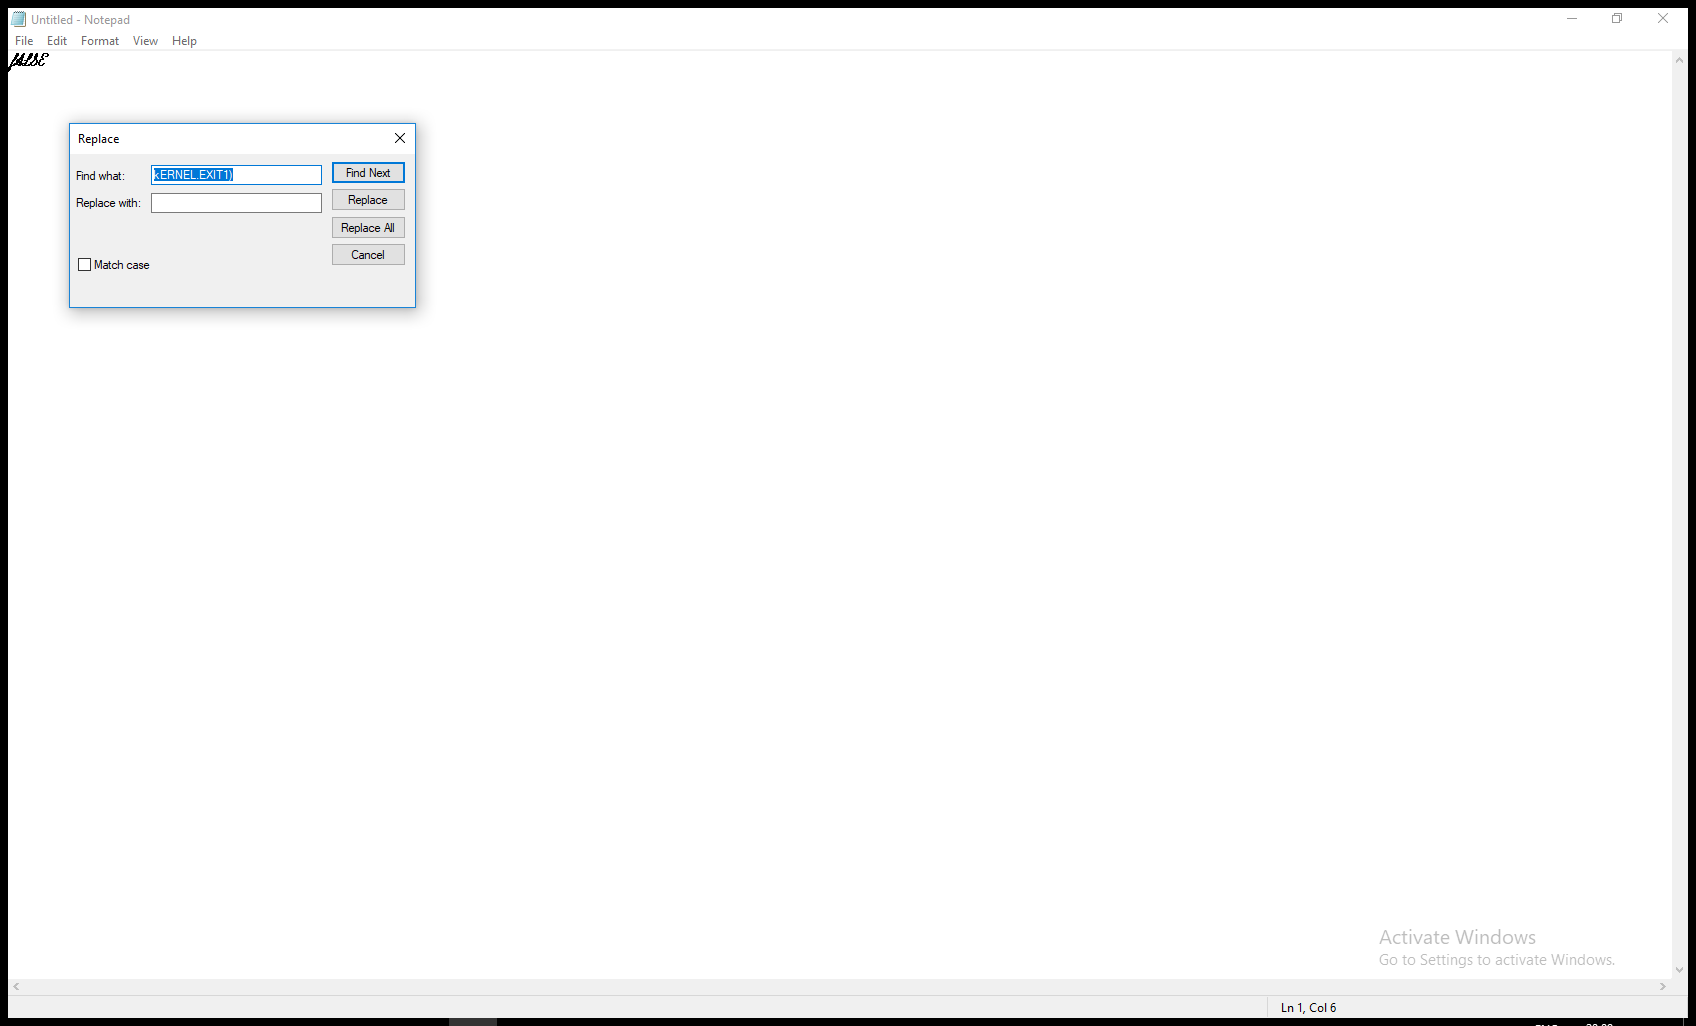 Untitled - Notepad
File Edit Format View Help
fALSE
Replace
Find what: kERNEL.EXIT1)
Find Next
Replace with:
Replace
Replace All
Cancel
Match case
Activate Windows
Go to Settings to activate Windows.
Ln 1, Col 6